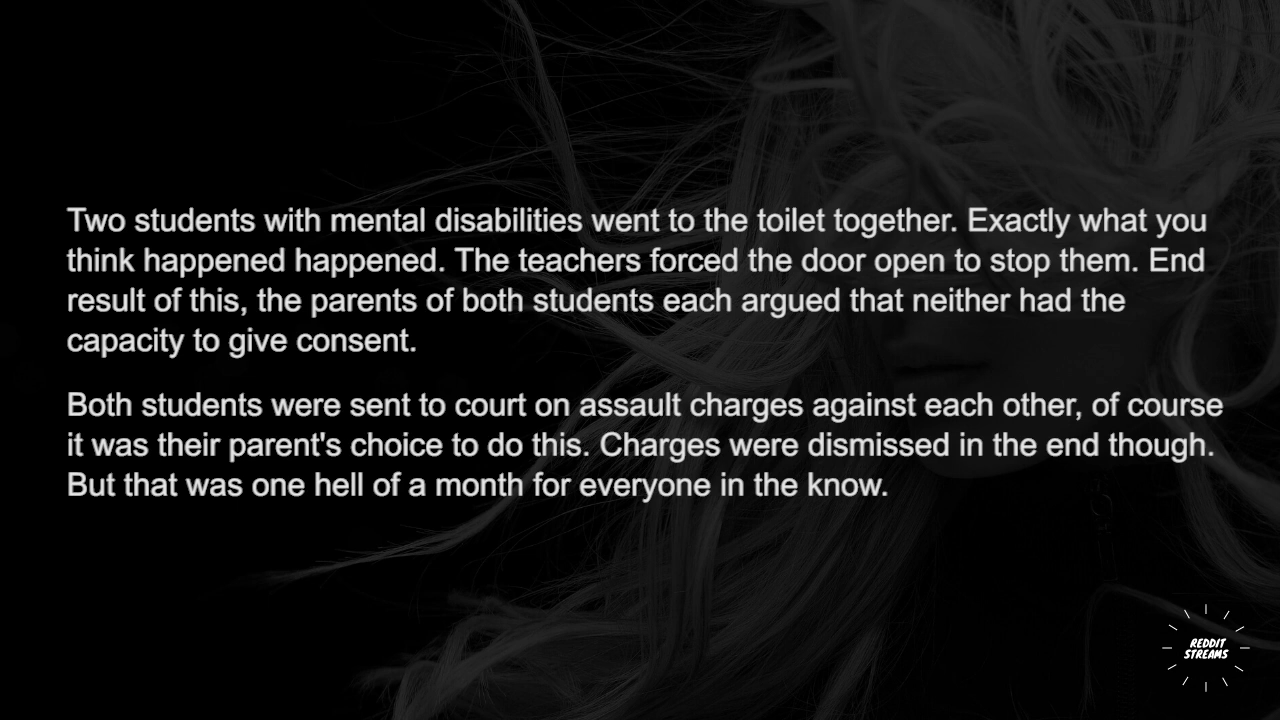 Two students with mental disabilities went to the toilet together. Exactly what you
think happened happened. The teachers forced the door open to stop them. End
result of this, the parents of both students each argued that neither had the
capacity to give consent.
Both students were sent to court on assault charges against each other, of course
it was their parent's choice to do this. Charges were dismissed in the end though.
But that was one hell of a month for everyone in the know.
REDDIT
STREAMS